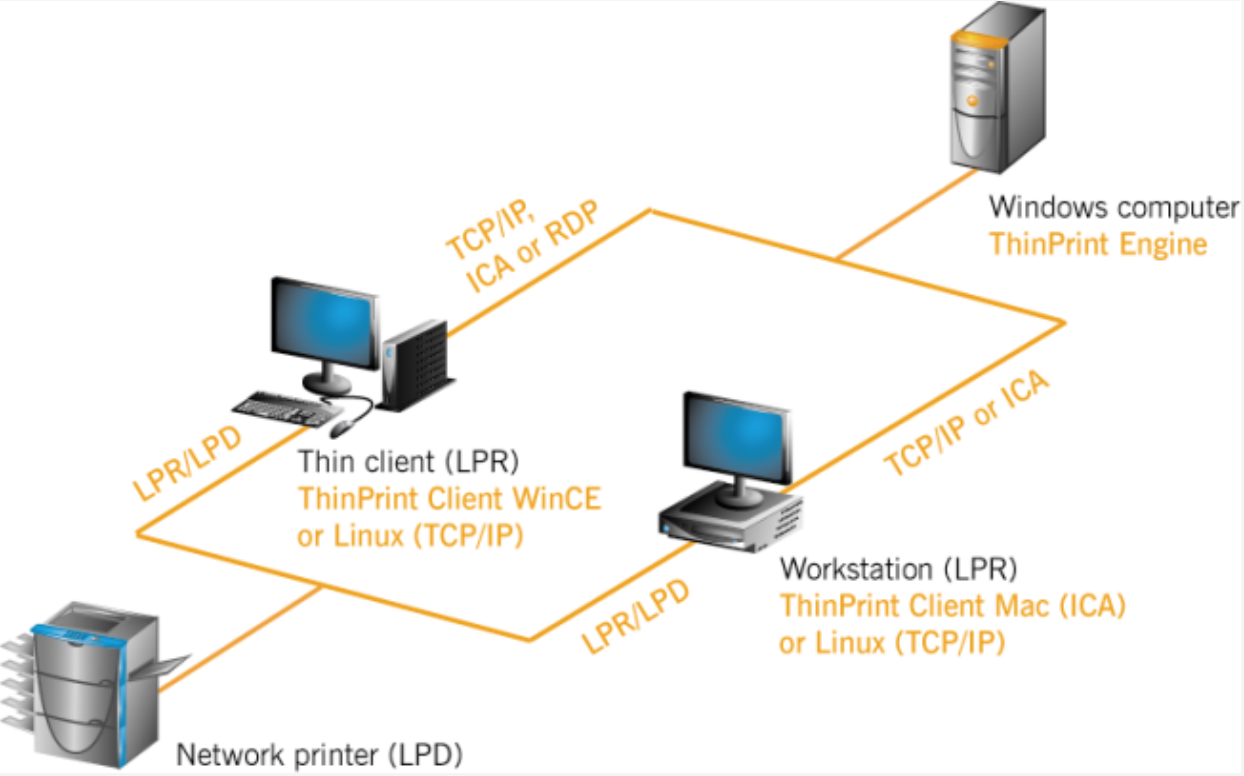 Windows computer
ThinPrint Engine
TCP/IP,
ICA or RDP
TCP/IP or ICA
LPR/LPD
Thin client (LPR)
ThinPrint Client WinCE
or Linux (TCP/IP)
Workstation (LPR)
ThinPrint Client Mac (ICA)
or Linux (TCP/IP)
LPR/LPD
Network printer (LPD)